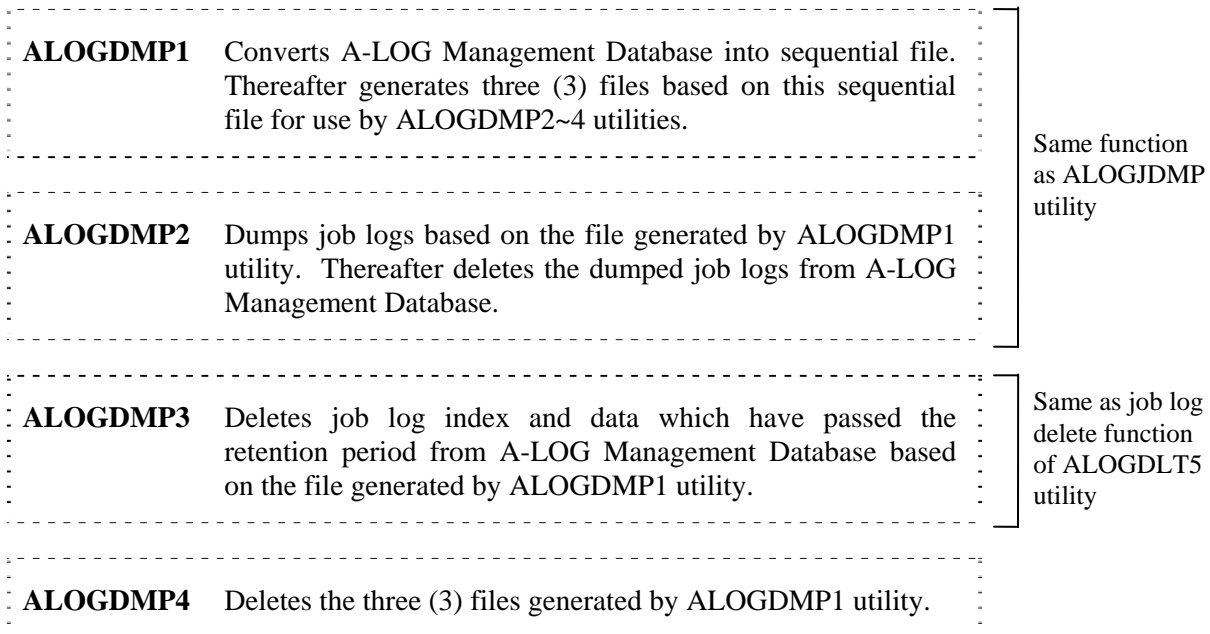 ALOGDMP1 Converts A-LOG Management Database into sequential file.
Thereafter generates three (3) files based on this sequential
file for use by ALOGDMP2~4 utilities.
Same function
as ALOGJDMP
utility
ALOGDMP2 Dumps job logs based on the file generated by ALOGDMP1
utility. Thereafter deletes the dumped job logs from A-LOG
Management Database.
ALOGDMP3 Deletes job log index and data which have passed the
retention period from A-LOG Management Database based
on the file generated by ALOGDMP1 utility.
Same as job log
delete function
of ALOGDLT5
utility
ALOGDMP4 Deletes the three (3) files generated by ALOGDMP1 utility.